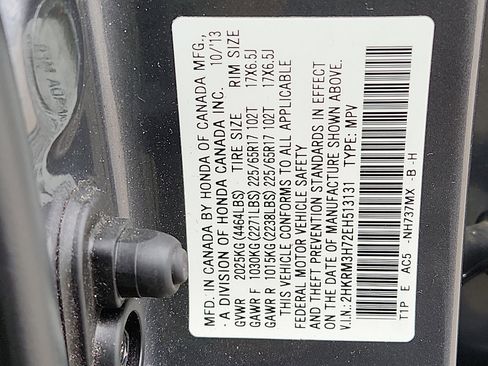 MFD. IN CANADA BY HONDA OF CANADA MFG.,
- A DIVISION OF HONDA CANADA INC. 10/'13
GVWR 2025KG(4464LBS) TIRE SIZE RIM SIZE
GAWR F 1030KG(2271LBS) 225/65R17 102T 17X6.5J
GAWR R 1015KG(2238LBS) 225/65R17 102T 17X6.5J
THIS VEHICLE CONFORMS TO ALL APPLICABLE
FEDERAL MOTOR VEHICLE SAFETY
AND THEFT PREVENTION STANDARDS IN EFFECT
ON THE DATE OF MANUFACTURE SHOWN ABOVE.
V.I.N.: 2HKRM3H72EH513131 TYPE: MPV
T1P E AC5 -NH737MX -B -H